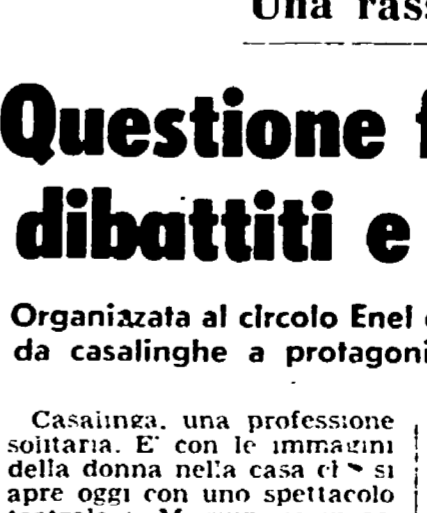 Una rass
Questione f
dibattiti e
Organizzata al circolo Enel
da casalinghe a protagoni
Casalinga, una professione
solitaria. E' con le immagini
della donna nella casa si
apre oggi con uno spettacolo